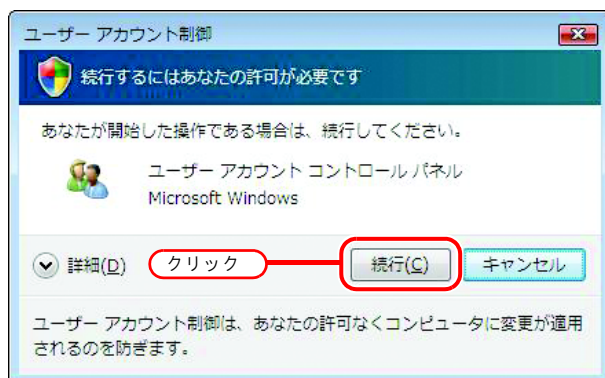 ユーザー アカウント制御
続行するにはあなたの許可が必要です
あなたが開始した操作である場合は、続行してください。
ユーザー アカウント コントロール パネル
Microsoft Windows
詳細(D) クリック 続行(C) キャンセル
ユーザー アカウント制御は、あなたの許可なくコンピュータに変更が適用
されるのを防ぎます。